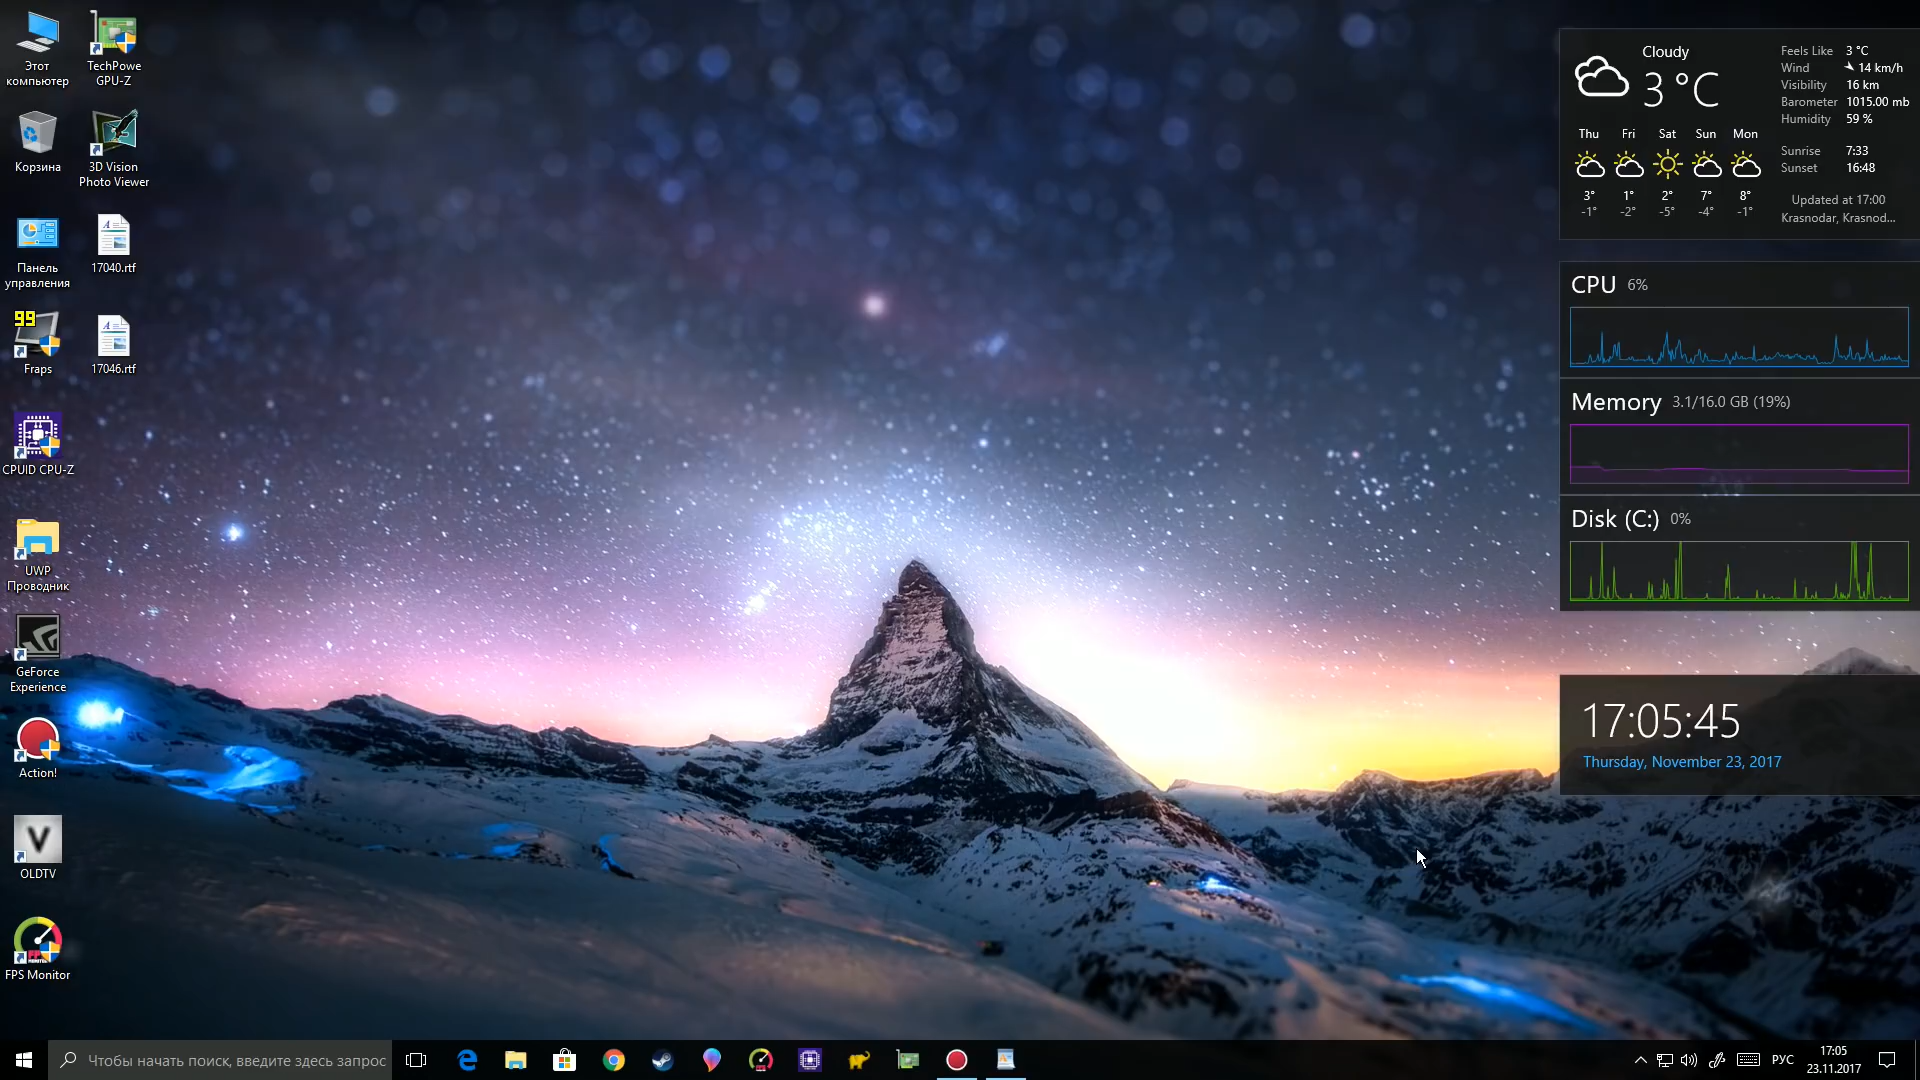 Этот
компьютер
TechPowe
GPU-Z
Корзина
3D Vision
Photo Viewer
Панель
управления
17040.rtf
99
Fraps
17046.rtf
CPUID CPU-Z
UWP
Проводник
GeForce
Experience
Action!
V
OLDTV
FPS Monitor
Cloudy
3 °C
Feels Like 3 °C
Wind 14 km/h
Visibility 16 km
Barometer 1015.00 mb
Humidity 59 %
Sunrise 7:33
Sunset 16:48
Updated at 17:00
Krasnodar, Krasnod...
Thu Fri Sat Sun Mon
3° 1° 2° 7° 8°
-1° -2° -5° -4° -1°
CPU 6%
Memory 3.1/16.0 GB (19%)
Disk (C:) 0%
17:05:45
Thursday, November 23, 2017
Чтобы начать поиск, введите здесь запрос
РУС
17:05
23.11.2017